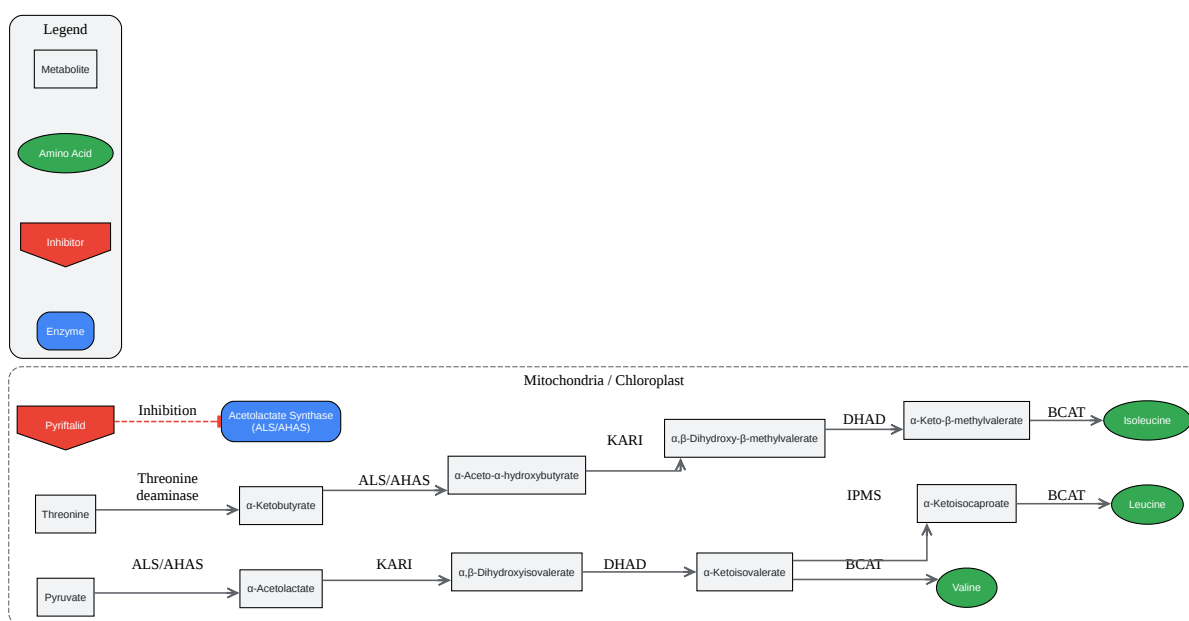 Legend
Metabolite
Amino Acid
Inhibitor
Enzyme
Mitochondria / Chloroplast
Pyriftalid
Inhibition
Acetolactate Synthase
(ALS/AHAS)
Threonine
Threonine
deaminase
α-Ketobutyrate
ALS/AHAS
α-Aceto-α-hydroxybutyrate
KARI
α,β-Dihydroxy-β-methylvalerate
DHAD
α-Keto-β-methylvalerate
BCAT
Isoleucine
Pyruvate
ALS/AHAS
α-Acetolactate
KARI
α,β-Dihydroxyisovalerate
DHAD
α-Ketoisovalerate
IPMS
α-Ketoisocaproate
BCAT
Leucine
BCAT
Valine